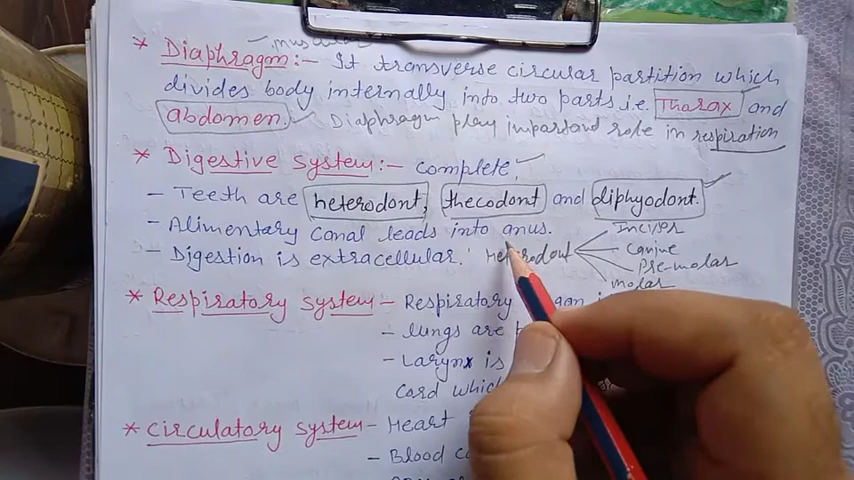 muscular
* Diaphragm:- It transverse circular partition which
divides body internally into two parts i.e. Thorax and
abdomen. Diaphragm play important role in respiration
* Digestive system:- complete
- Teeth are heterodont, thecodont and diphyodont.
- Alimentary canal leads into anus.
- Digestion is extracellular. Heterodont
Incisor
Canine
Pre-molar
molar
* Respiratory system - Respiratory
- lungs are
- Larynx is
Cord which
* Circulatory system - Heart
- Blood